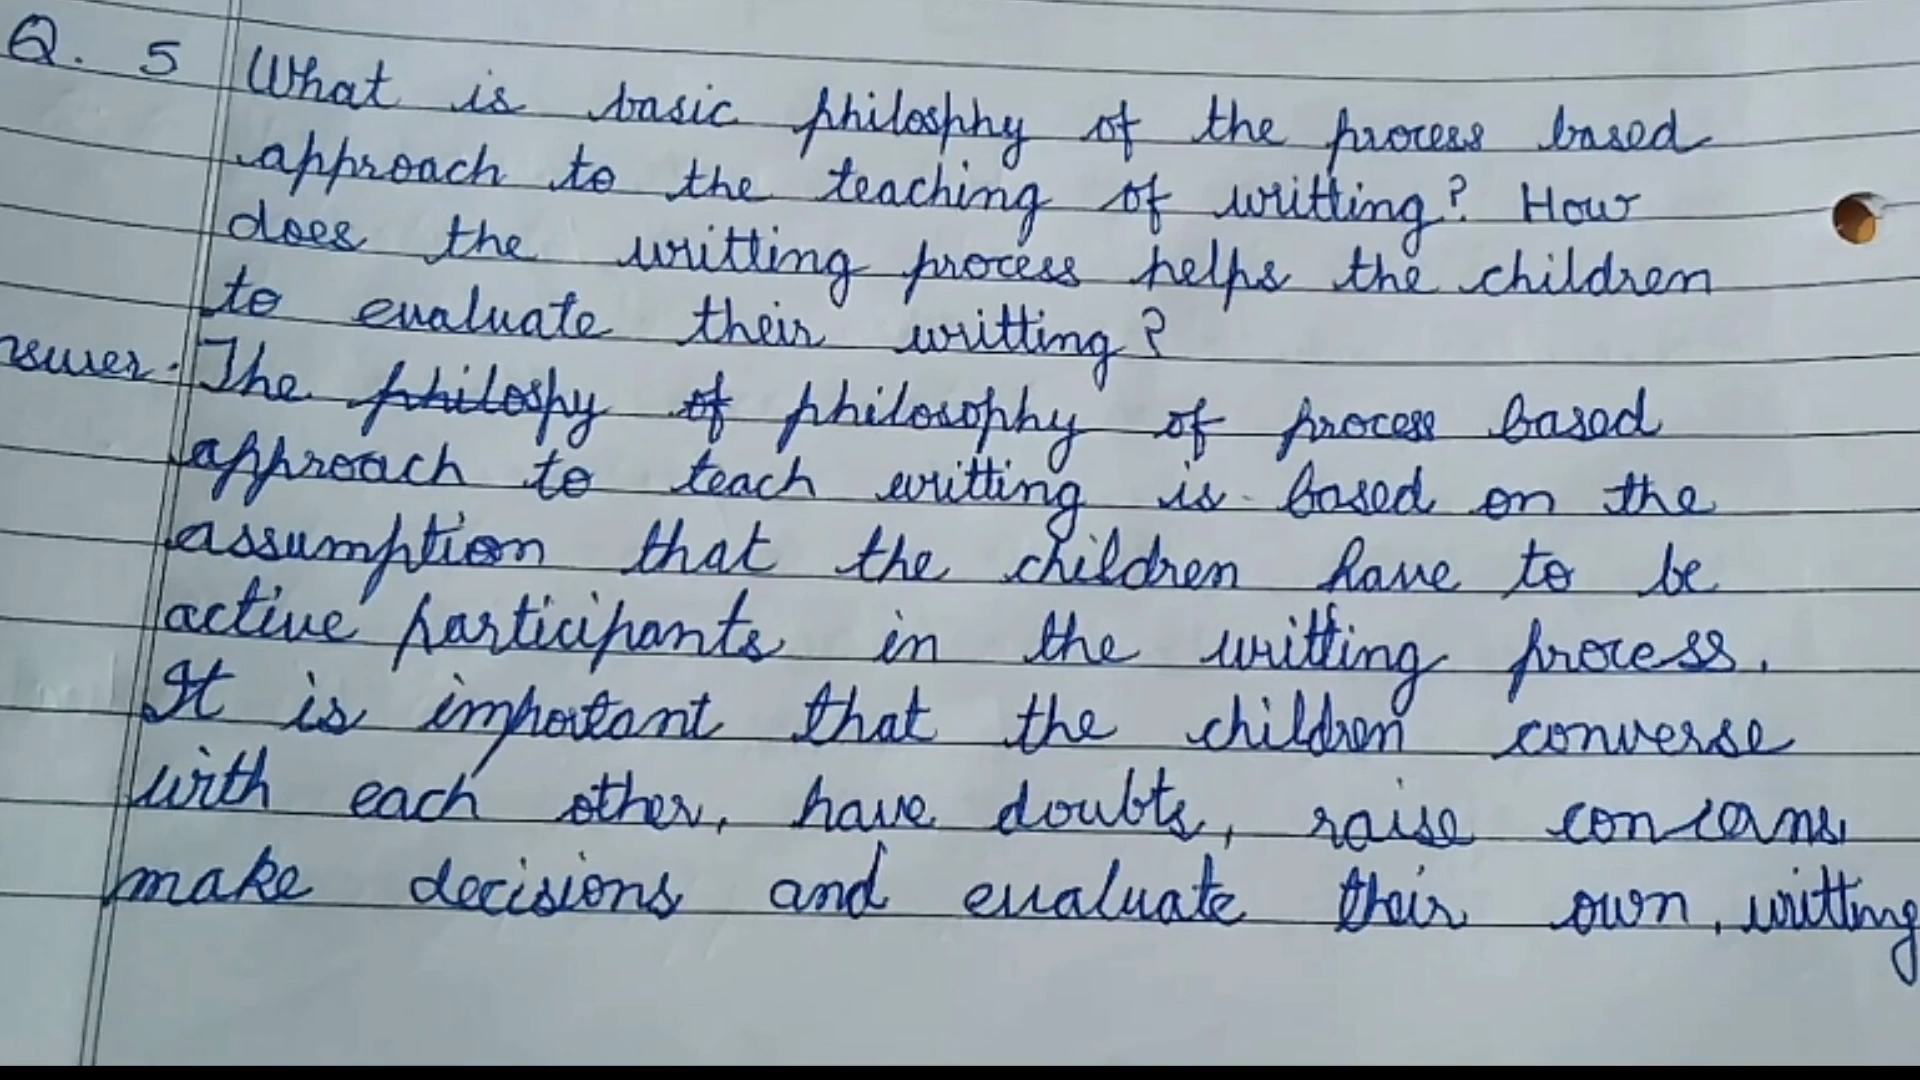 Q. 5 What is basic philoshhy of the process based
approach to the teaching of writting? How
does the writting process helps the children
to evaluate their writting?
nswer. The philospy of philosophy of process based
approach to teach writting is based on the
assumption that the children have to be
active participants in the writting process.
It is important that the children converse
with each other, have doubts, raise concerns,
make decisions and evaluate their own, writting